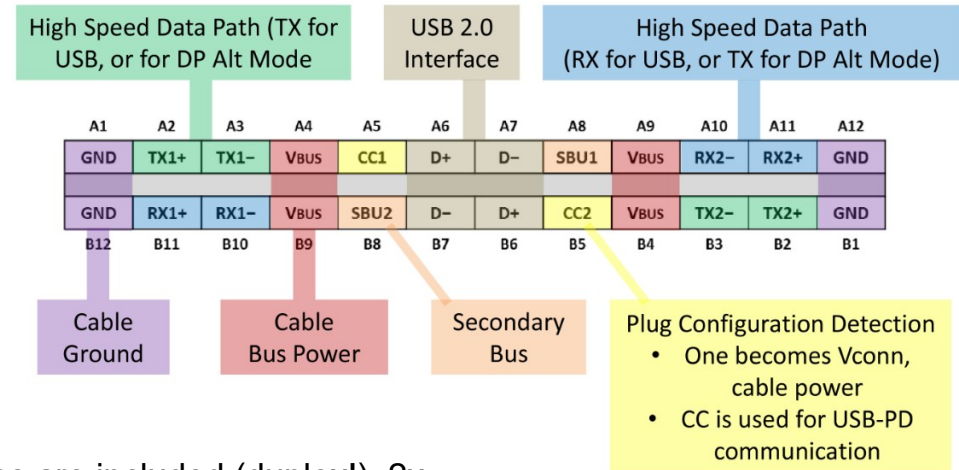 High Speed Data Path (TX for
USB, or for DP Alt Mode
USB 2.0
Interface
High Speed Data Path
(RX for USB, or TX for DP Alt Mode)
A1 A2 A3 A4 A5 A6 A7 A8 A9 A10 A11 A12
GND TX1+ TX1− VBUS CC1 D+ D− SBU1 VBUS RX2− RX2+ GND
GND RX1+ RX1− VBUS SBU2 D− D+ CC2 VBUS TX2− TX2+ GND
B12 B11 B10 B9 B8 B7 B6 B5 B4 B3 B2 B1
Cable
Ground
Cable
Bus Power
Secondary
Bus
Plug Configuration Detection
• One becomes Vconn,
cable power
• CC is used for USB-PD
communication
are included